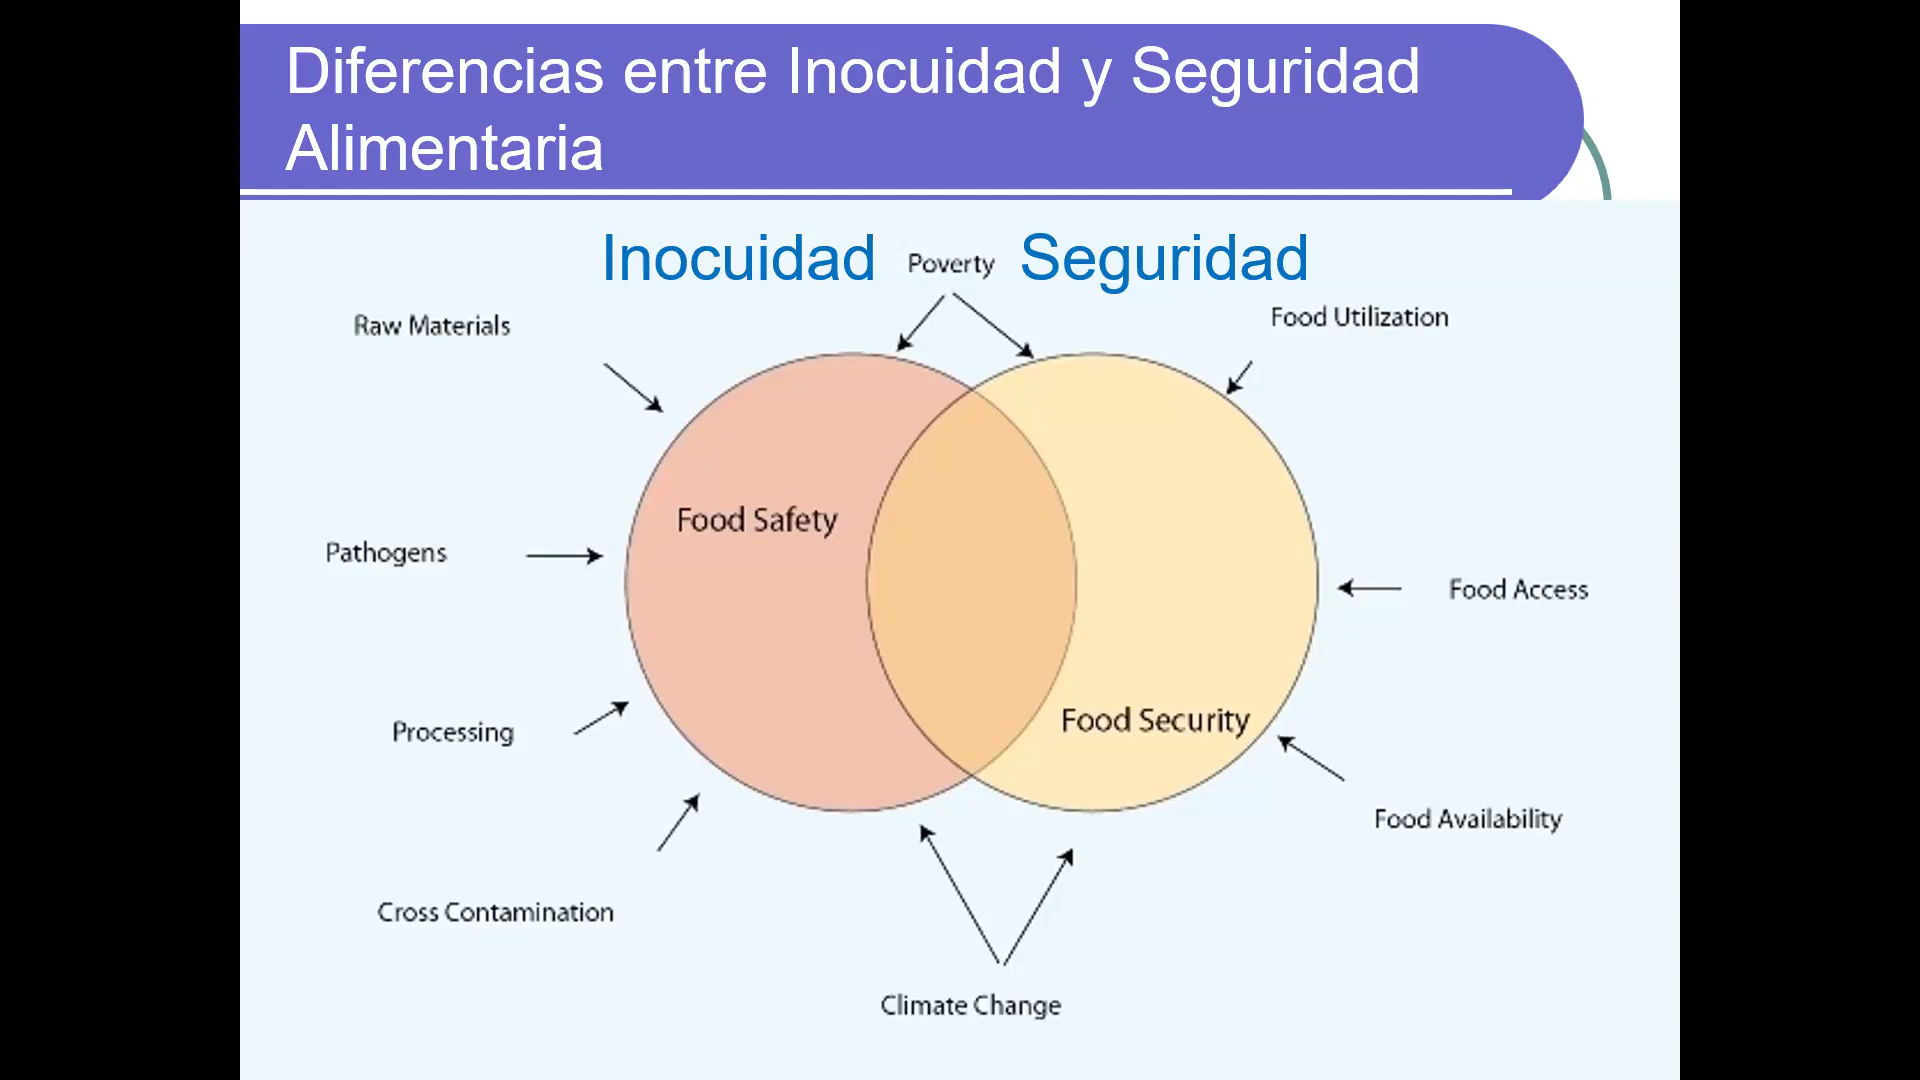 Diferencias entre Inocuidad y Seguridad
Alimentaria
Inocuidad
Poverty
Seguridad
Raw Materials
Food Utilization
Food Safety
Pathogens
Food Access
Processing
Food Security
Food Availability
Cross Contamination
Climate Change